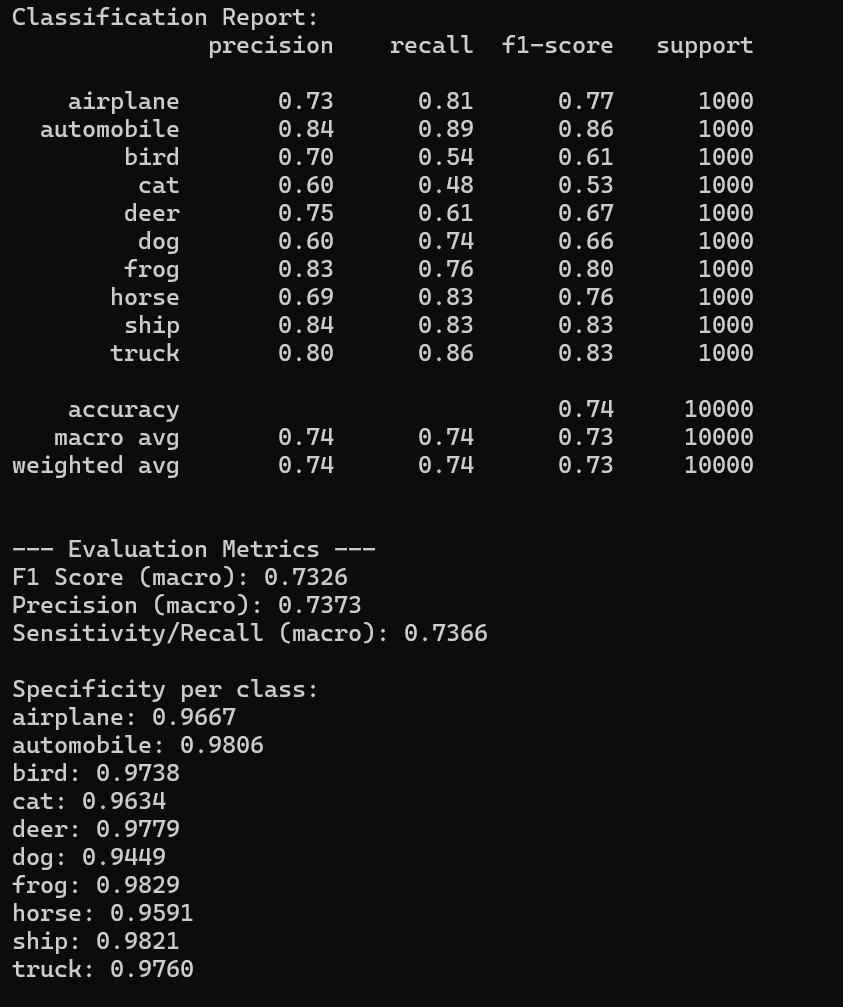 Classification Report:
precision recall f1-score support
airplane 0.73 0.81 0.77 1000
automobile 0.84 0.89 0.86 1000
bird 0.70 0.54 0.61 1000
cat 0.60 0.48 0.53 1000
deer 0.75 0.61 0.67 1000
dog 0.60 0.74 0.66 1000
frog 0.83 0.76 0.80 1000
horse 0.69 0.83 0.76 1000
ship 0.84 0.83 0.83 1000
truck 0.80 0.86 0.83 1000
accuracy 0.74 10000
macro avg 0.74 0.74 0.73 10000
weighted avg 0.74 0.74 0.73 10000
--- Evaluation Metrics ---
F1 Score (macro): 0.7326
Precision (macro): 0.7373
Sensitivity/Recall (macro): 0.7366
Specificity per class:
airplane: 0.9667
automobile: 0.9806
bird: 0.9738
cat: 0.9634
deer: 0.9779
dog: 0.9449
frog: 0.9829
horse: 0.9591
ship: 0.9821
truck: 0.9760